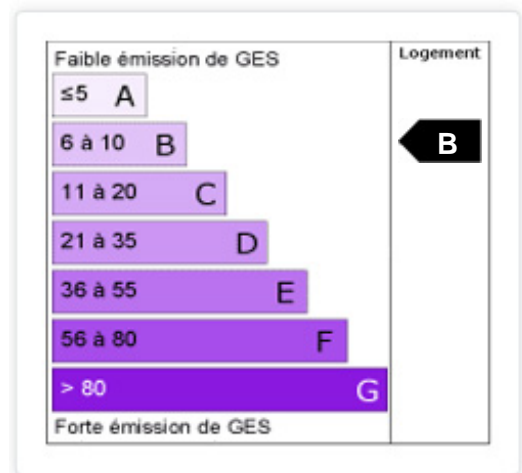 Faible émission de GES
Logement
≤5 A
6 à 10 B
B
11 à 20 C
21 à 35 D
36 à 55 E
56 à 80 F
> 80 G
Forte émission de GES